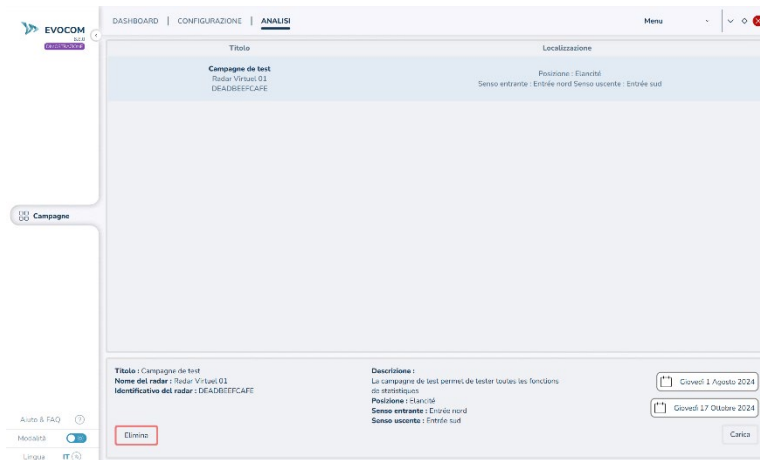 EVOCOM
DASHBOARD | CONFIGURAZIONE | ANALISI
Menu
Titolo
Localizzazione
Campagne de test
Radar Virtuel 01
DEADBEEFCAFE
Posizione : Elancité
Senso entrante : Entrée nord Senso uscente : Entrée sud
Campagne
Titolo : Campagne de test
Nome del radar : Radar Virtuel 01
Identificativo del radar : DEADBEEFCAFE
Descrizione :
La campagne de test permet de tester toutes les fonctions
de statistiques
Posizione : Elancité
Senso entrante : Entrée nord
Senso uscente : Entrée sud
Giovedì 1 Agosto 2024
Giovedì 17 Ottobre 2024
Elimina
Carica
Aiuto & FAQ
Modalità
Lingua IT